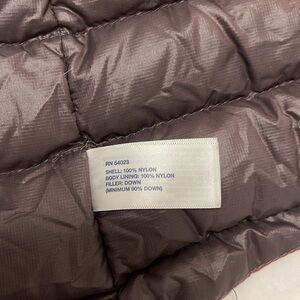 RN 54023
SHELL: 100% NYLON
BODY LINING: 100% NYLON
FILLER: DOWN
(MINIMUM 90% DOWN)